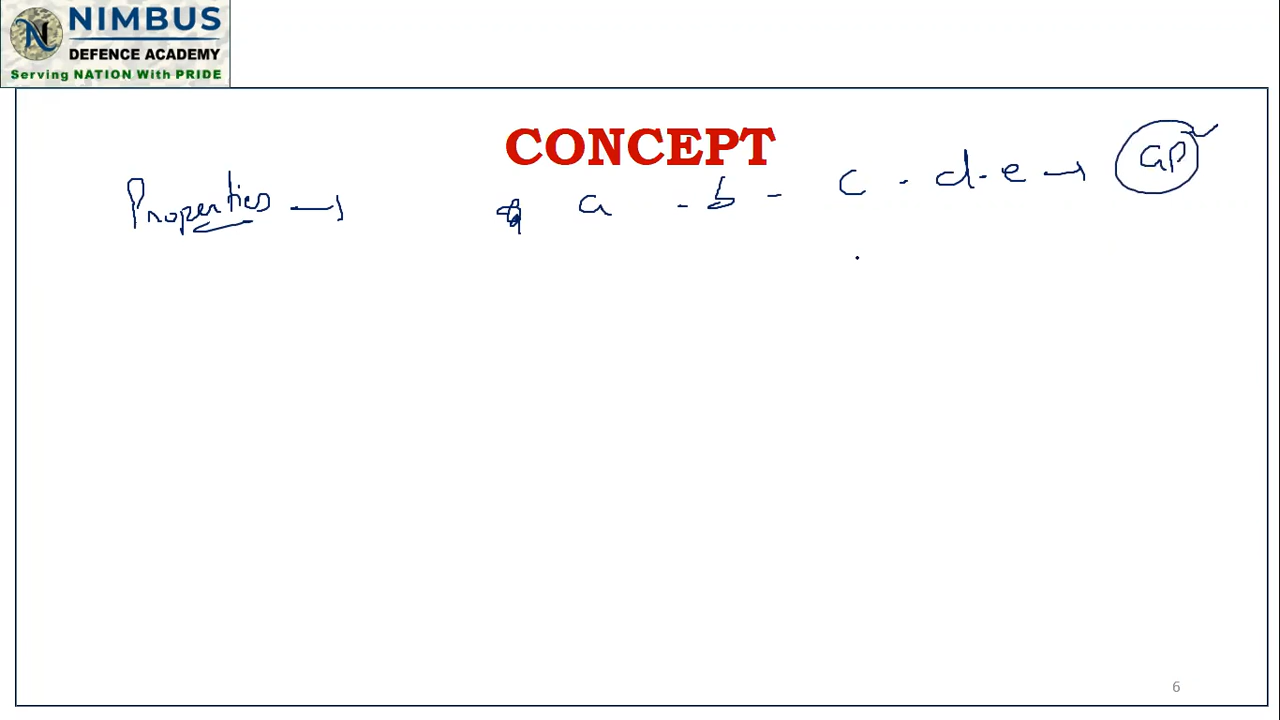 NIMBUS
DEFENCE ACADEMY
Serving NATION With PRIDE
CONCEPT
Properties → a - b - c - d - e → GP
6